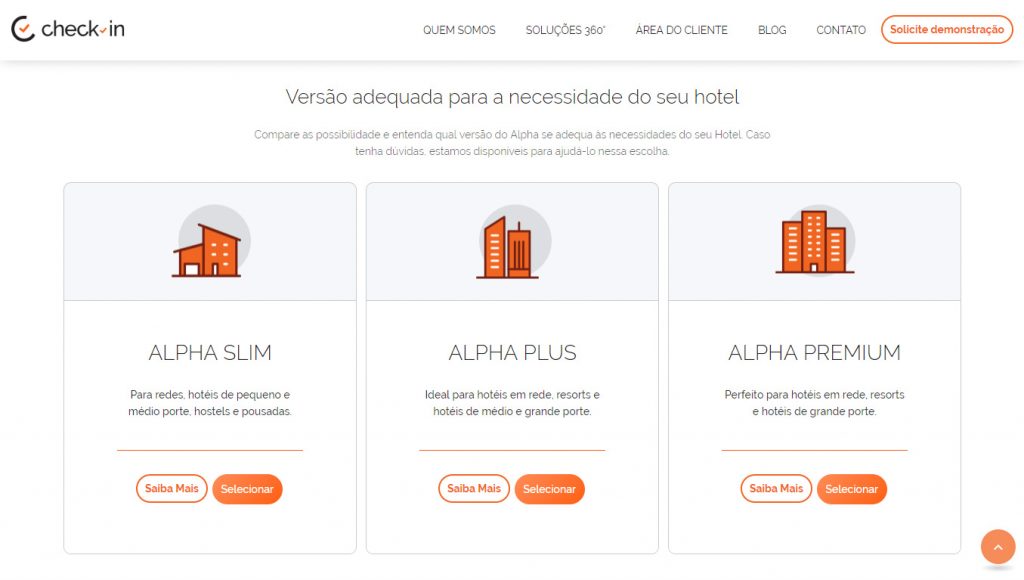 check-in
QUEM SOMOS
SOLUÇÕES 360°
ÁREA DO CLIENTE
BLOG
CONTATO
Solicite demonstração
Versão adequada para a necessidade do seu hotel
Compare as possibilidade e entenda qual versão do Alpha se adequa às necessidades do seu Hotel. Caso
tenha dúvidas, estamos disponíveis para ajudá-lo nessa escolha.
ALPHA SLIM
Para redes, hotéis de pequeno e
médio porte, hostels e pousadas.
Saiba Mais
Selecionar
ALPHA PLUS
Ideal para hotéis em rede, resorts e
hotéis de médio e grande porte.
Saiba Mais
Selecionar
ALPHA PREMIUM
Perfeito para hotéis em rede, resorts
e hotéis de grande porte.
Saiba Mais
Selecionar